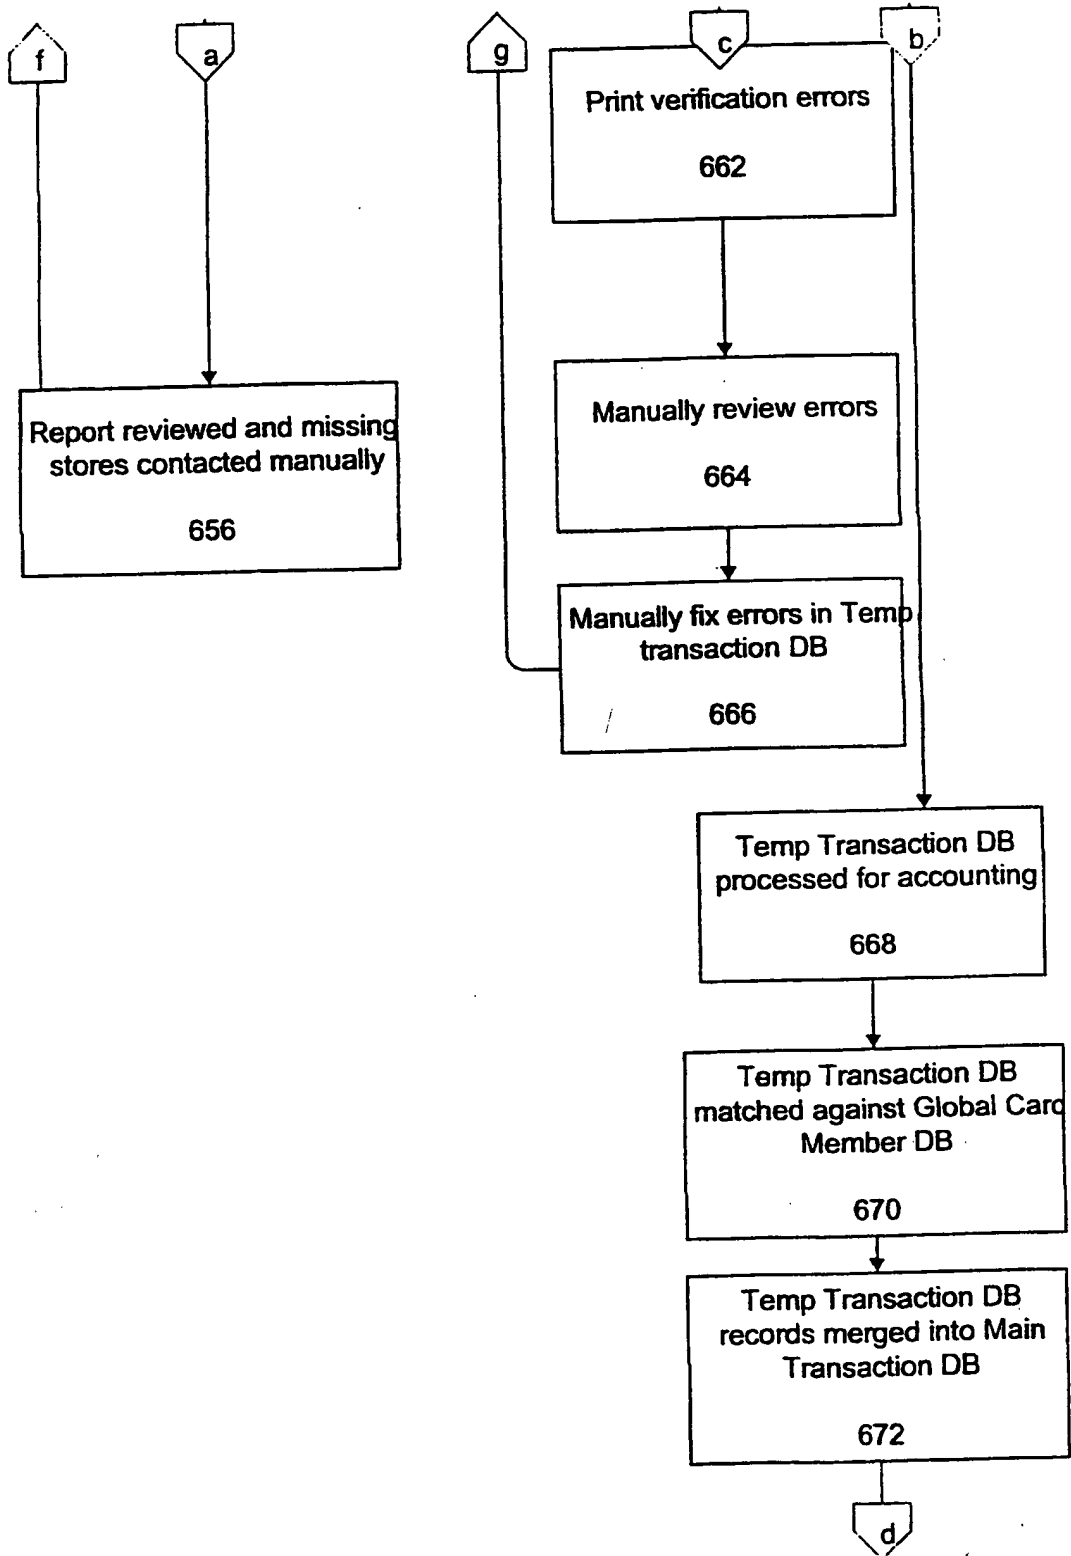 f
a
g
c
b
Print verification errors
662
Manually review errors
664
Report reviewed and missing
stores contacted manually
656
Manually fix errors in Temp
transaction DB
666
Temp Transaction DB
processed for accounting
668
Temp Transaction DB
matched against Global Card
Member DB
670
Temp Transaction DB
records merged into Main
Transaction DB
672
d